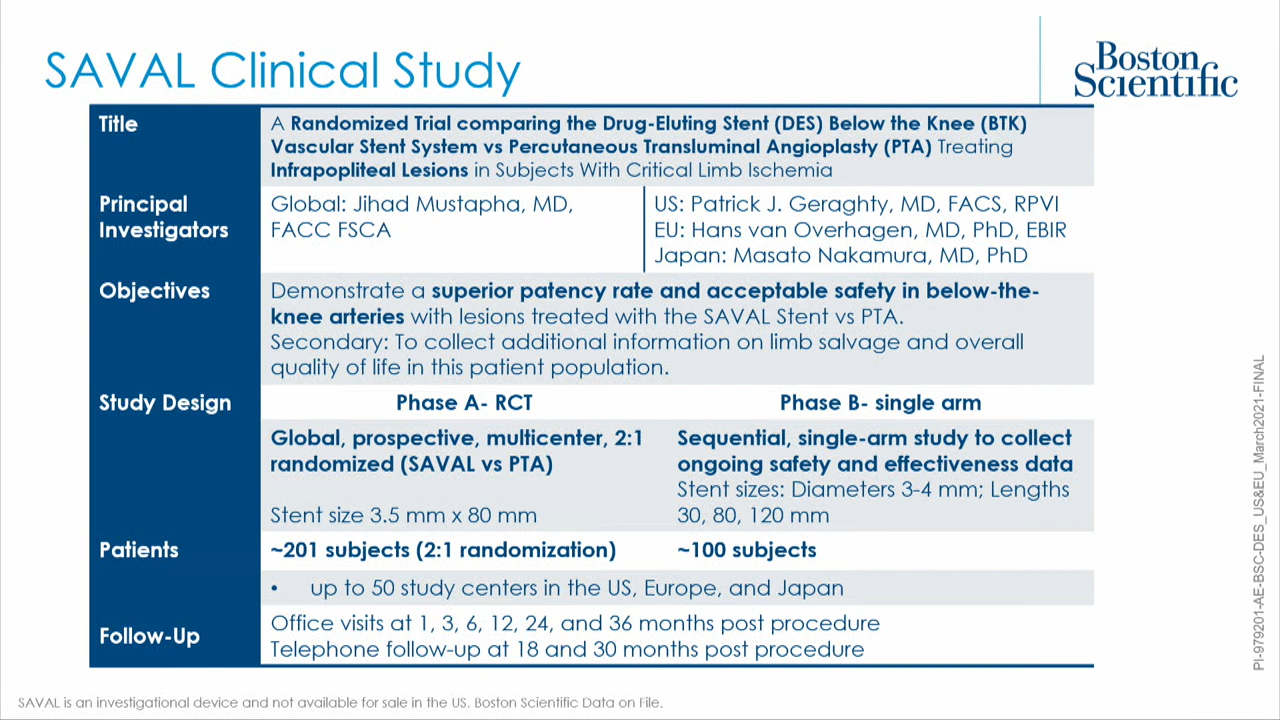 SAVAL Clinical Study
Boston
Scientific
Title
A Randomized Trial comparing the Drug-Eluting Stent (DES) Below the Knee (BTK)
Vascular Stent System vs Percutaneous Transluminal Angioplasty (PTA) Treating
Infrapopliteal Lesions in Subjects With Critical Limb Ischemia
Principal
Investigators
Global: Jihad Mustapha, MD,
FACC FSCA
US: Patrick J. Geraghty, MD, FACS, RPVI
EU: Hans van Overhagen, MD, PhD, EBIR
Japan: Masato Nakamura, MD, PhD
Objectives
Demonstrate a superior patency rate and acceptable safety in below-the-
knee arteries with lesions treated with the SAVAL Stent vs PTA.
Secondary: To collect additional information on limb salvage and overall
quality of life in this patient population.
Study Design
Phase A- RCT
Phase B- single arm
Global, prospective, multicenter, 2:1
randomized (SAVAL vs PTA)
Stent size 3.5 mm x 80 mm
Sequential, single-arm study to collect
ongoing safety and effectiveness data
Stent sizes: Diameters 3-4 mm; Lengths
30, 80, 120 mm
Patients
~201 subjects (2:1 randomization)
~100 subjects
• up to 50 study centers in the US, Europe, and Japan
Follow-Up
Office visits at 1, 3, 6, 12, 24, and 36 months post procedure
Telephone follow-up at 18 and 30 months post procedure
SAVAL is an investigational device and not available for sale in the US. Boston Scientific Data on File.
PI-979201-AE-BSC-DES_US&EU_March2021-FINAL